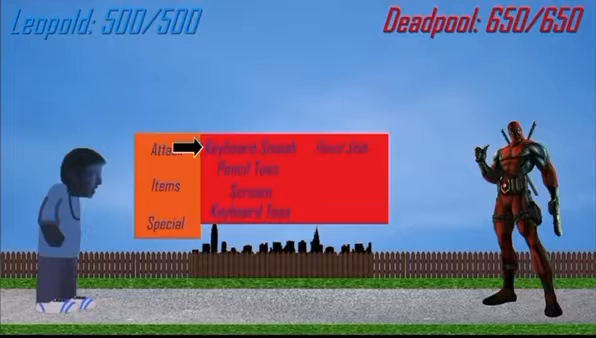 Leopold: 500/500
Deadpool: 650/650
Attack
Keyboard Smash
Pencil Toss
Items
Scream
Keyboard Toss
Special